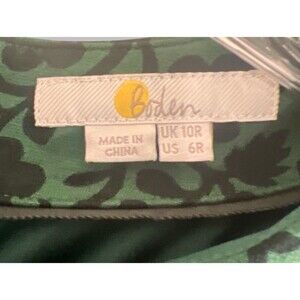 Boden
MADE IN
CHINA
UK 10R
US 6R